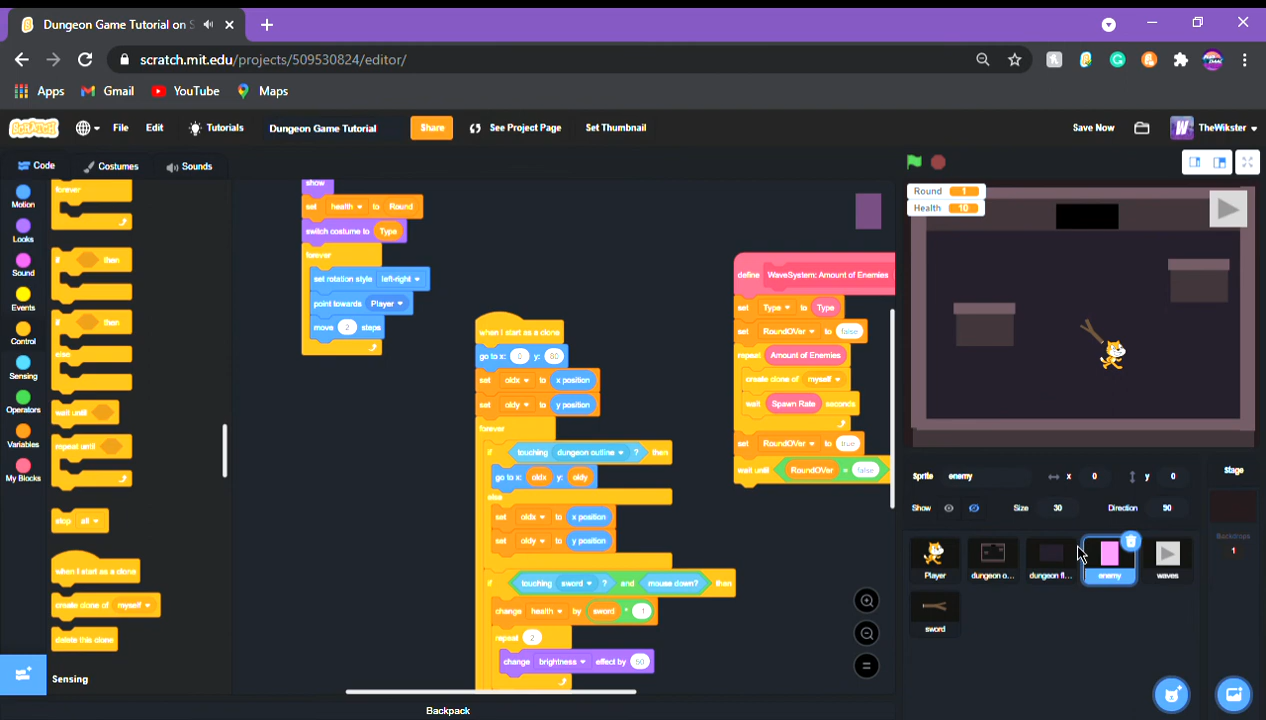 Dungeon Game Tutorial on S
scratch.mit.edu/projects/509530824/editor/
Apps Gmail YouTube Maps
SCRATCH File Edit Tutorials Dungeon Game Tutorial Share See Project Page Set Thumbnail Save Now TheWikster
Code Costumes Sounds
Motion
Looks
Sound
Events
Control
Sensing
Operators
Variables
My Blocks
forever
if then
if then
else
wait until
repeat until
stop all
when I start as a clone
create clone of myself
delete this clone
Sensing
show
set health to Round
switch costume to Type
forever
set rotation style left-right
point towards Player
move 2 steps
when I start as a clone
go to x: 0 y: 80
set oldx to x position
set oldy to y position
forever
if touching dungeon outline ? then
go to x: oldx y: oldy
else
set oldx to x position
set oldy to y position
if touching sword ? and mouse down? then
change health by sword *
repeat 2
change brightness effect by 50
define WaveSystem: Amount of Enemies
set Type to Type
set RoundOVer to false
repeat Amount of Enemies
create clone of myself
wait Spawn Rate seconds
set RoundOVer to true
wait until RoundOVer = false
Backpack
Round 1
Health 10
Sprite enemy x 0 y 0
Show Size 30 Direction 90
Player dungeon o... dungeon fl... enemy waves
sword
Stage
Backdrops
1